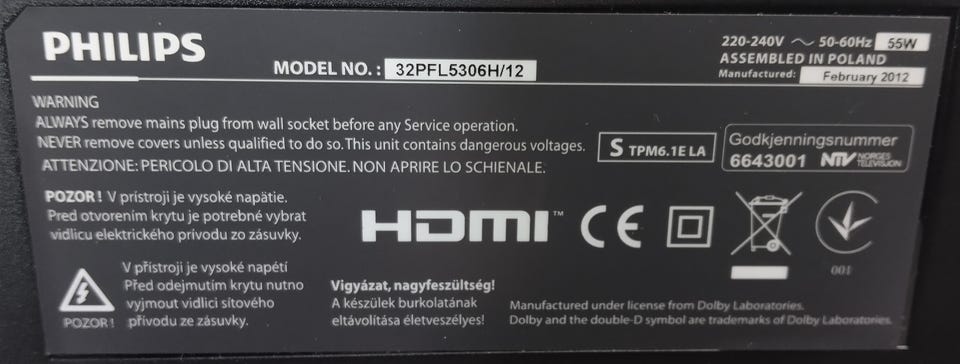 PHILIPS
MODEL NO. : 32PFL5306H/12
220-240V ~ 50-60Hz 55W
ASSEMBLED IN POLAND
Manufactured: February 2012
WARNING
ALWAYS remove mains plug from wall socket before any Service operation.
NEVER remove covers unless qualified to do so. This unit contains dangerous voltages.
ATTENZIONE: PERICOLO DI ALTA TENSIONE. NON APRIRE LO SCHIENALE.
S TPM6.1E LA
Godkjenningsnummer
6643001 NTV NORGES
TELEVISJON
POZOR! V prístroji je vysoké napätie.
Pred otvorením krytu je potrebné vybrat
vidlicu elektrického prívodu zo zásuvky.
HDMI™ CE
001
V přístroji je vysoké napětí
Před odejmutím krytu nutno
vyjmout vidlici síťového
POZOR! přívodu ze zásuvky.
Vigyázat, nagyfeszültség!
A készülek burkolatának
eltávolítása életveszélyes!
Manufactured under license from Dolby Laboratories.
Dolby and the double-D symbol are trademarks of Dolby Laboratories.